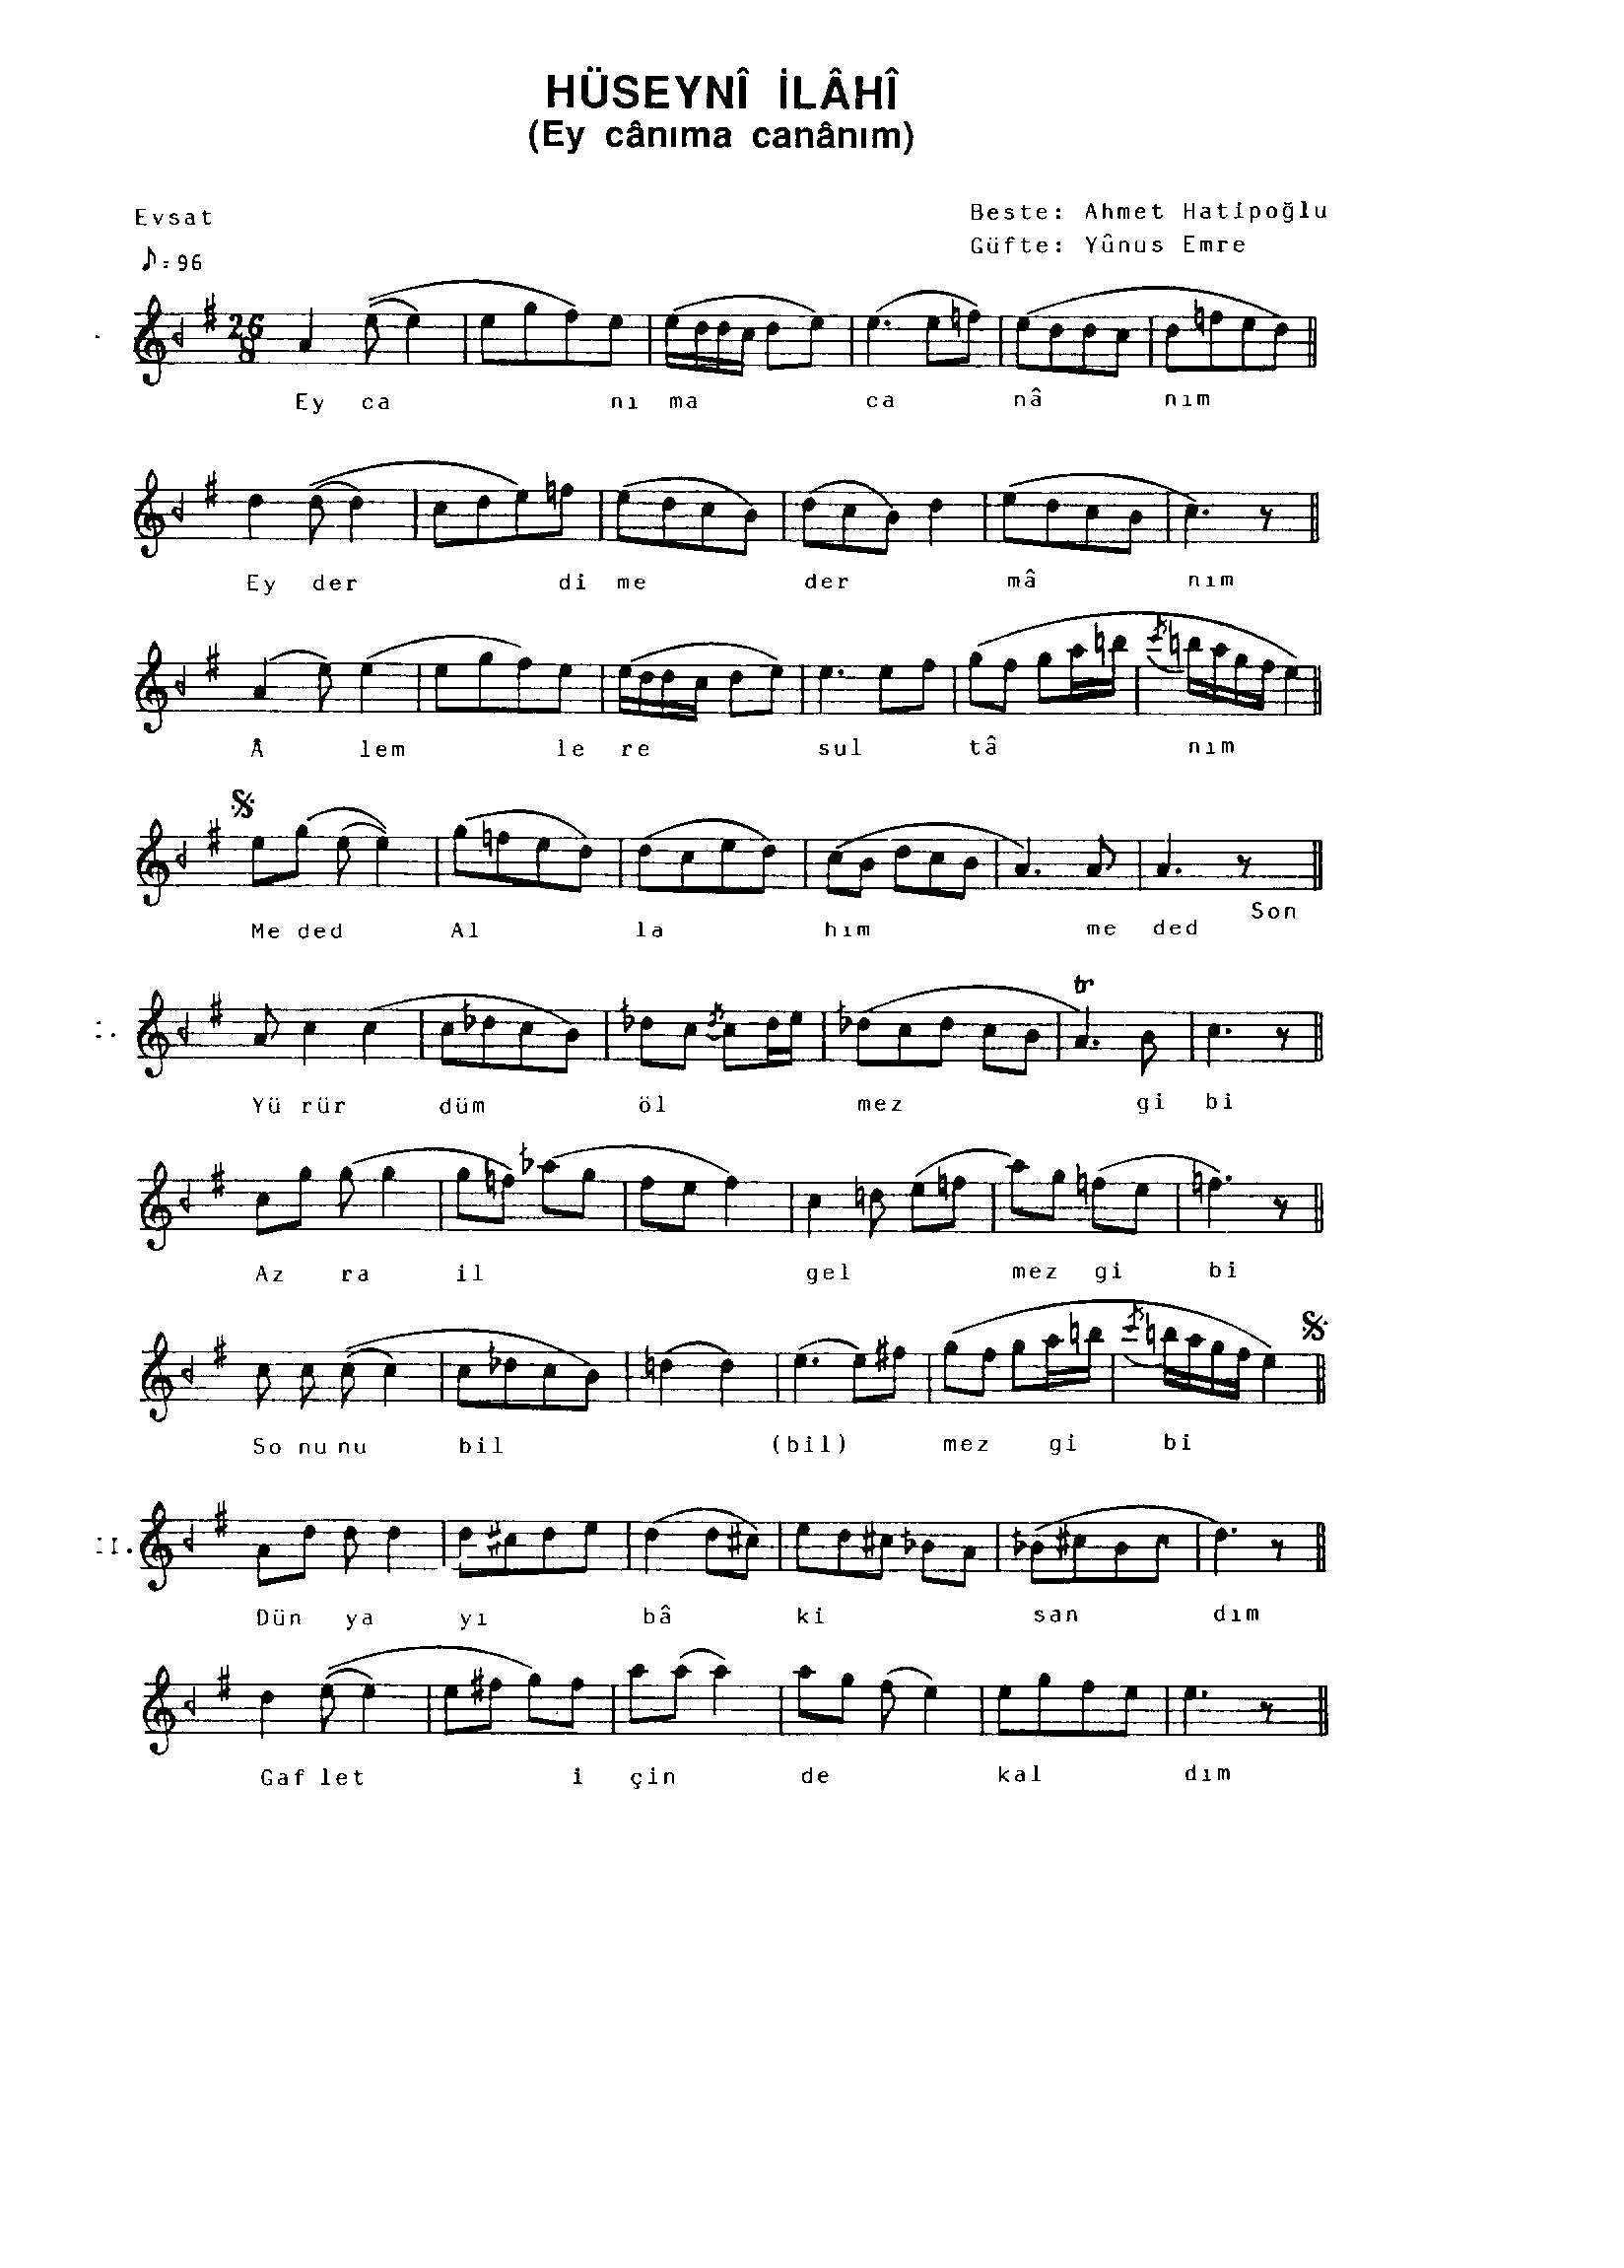 HÜSEYNÎ İLÂHÎ
(Ey cânıma canânım)
Evsat
Beste: Ahmet Hatipoğlu
♪=96
Güfte: Yûnus Emre
26
8
Ey ca nı ma ca nâ nım
Ey der di me der mâ nım
Â lem le re sul tâ nım
Me ded Al la hım me ded Son
tr
I.
Yü rür düm öl mez gi bi
Az ra il gel mez gi bi
So nu nu bil (bil) mez gi bi
II.
Dün ya yı bâ ki san dım
Gaf let i çin de kal dım